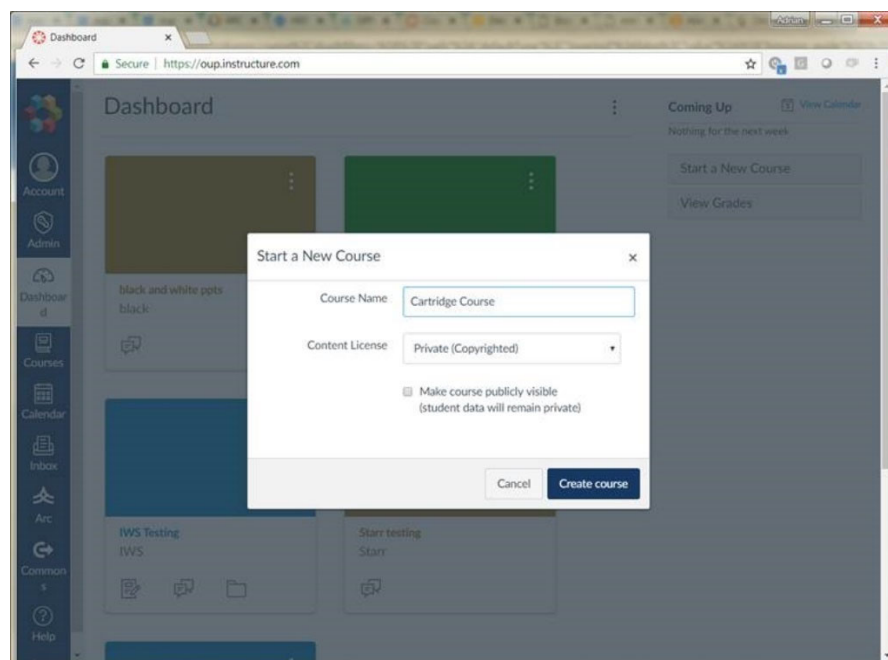 Adrian
Dashboard
Secure | https://oup.instructure.com
Dashboard
Coming Up
View Calendar
Nothing for the next week
Start a New Course
View Grades
Account
Admin
Dashboar
d
Courses
Calendar
Inbox
Arc
Common
s
Help
black and white ppts
black
Start a New Course
Course Name
Cartridge Course
Content License
Private (Copyrighted)
Make course publicly visible
(student data will remain private)
Cancel
Create course
IWS Testing
IWS
Starr testing
Starr